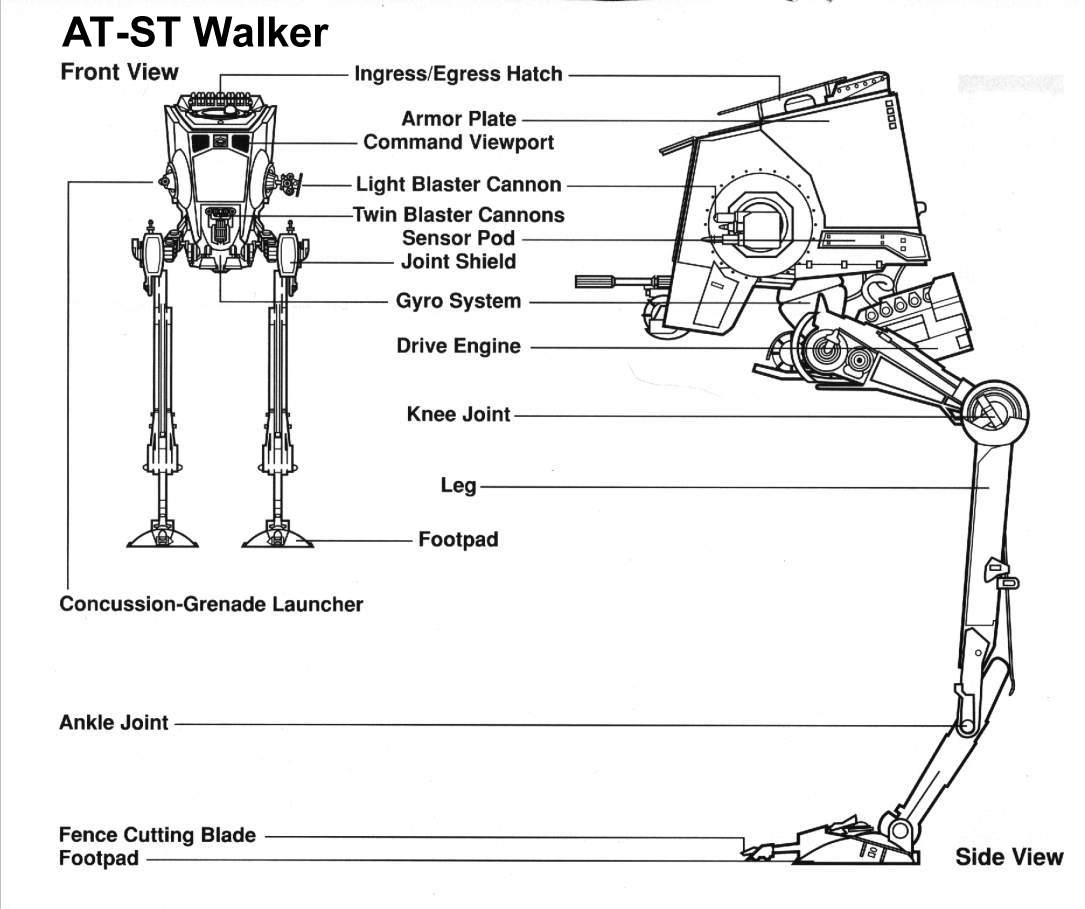 AT-ST Walker
Front View
Ingress/Egress Hatch
Armor Plate
Command Viewport
Light Blaster Cannon
Twin Blaster Cannons
Sensor Pod
Joint Shield
Gyro System
Drive Engine
Knee Joint
Leg
Footpad
Concussion-Grenade Launcher
Ankle Joint
Fence Cutting Blade
Footpad
Side View